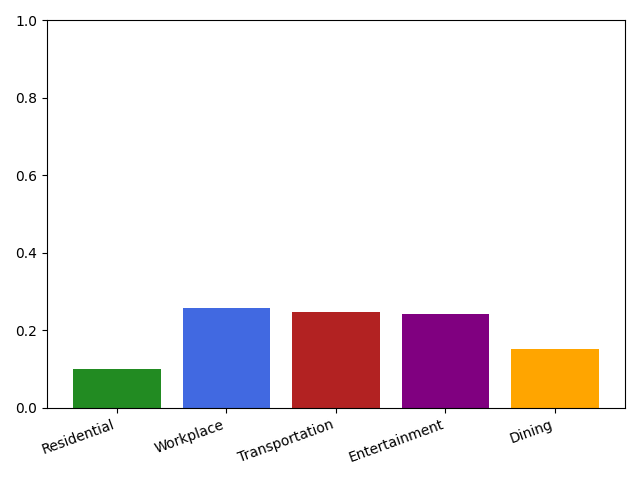 1.0
0.8
0.6
0.4
0.2
0.0
Residential
Workplace
Transportation
Entertainment
Dining